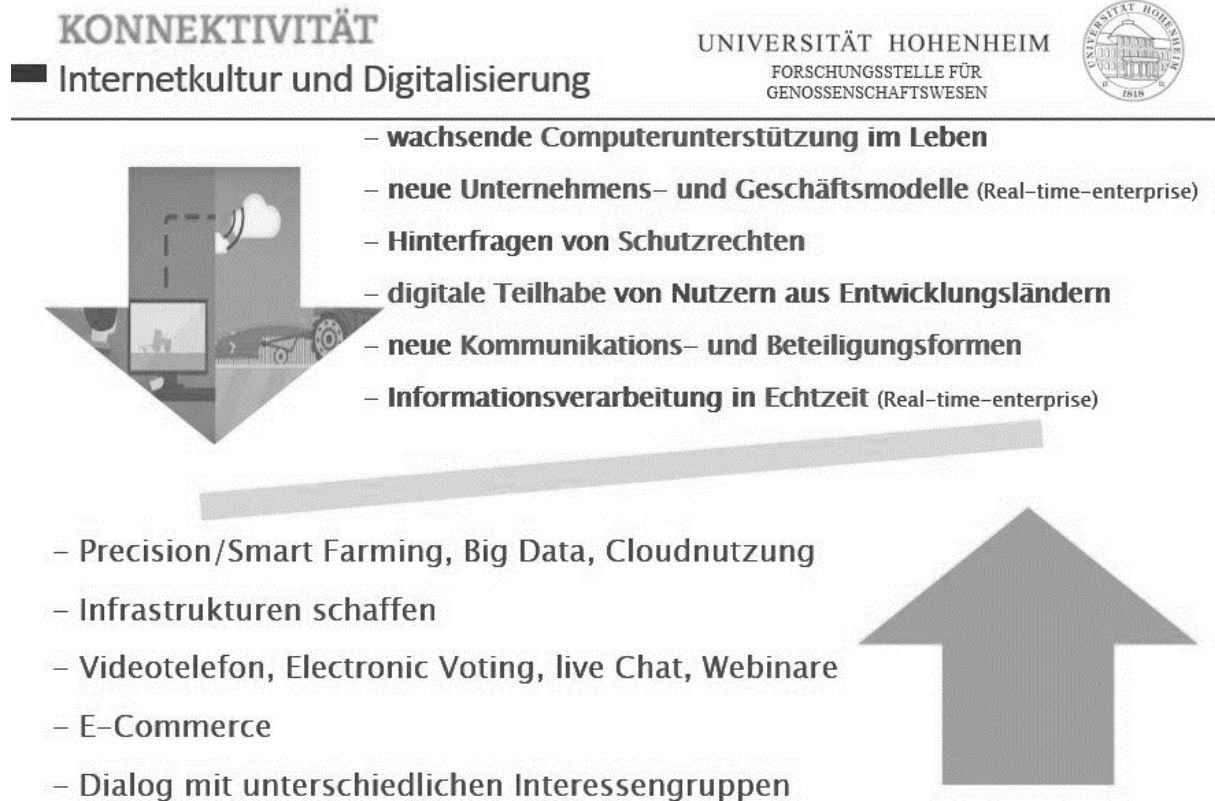 KONNEKTIVITÄT
Internetkultur und Digitalisierung
UNIVERSITÄT HOHENHEIM
FORSCHUNGSSTELLE FÜR
GENOSSENSCHAFTSWESEN
UNIVERSITÄT HOHENHEIM
1818
– wachsende Computerunterstützung im Leben
– neue Unternehmens– und Geschäftsmodelle (Real–time–enterprise)
– Hinterfragen von Schutzrechten
– digitale Teilhabe von Nutzern aus Entwicklungsländern
– neue Kommunikations– und Beteiligungsformen
– Informationsverarbeitung in Echtzeit (Real–time–enterprise)
– Precision/Smart Farming, Big Data, Cloudnutzung
– Infrastrukturen schaffen
– Videotelefon, Electronic Voting, live Chat, Webinare
– E–Commerce
– Dialog mit unterschiedlichen Interessengruppen